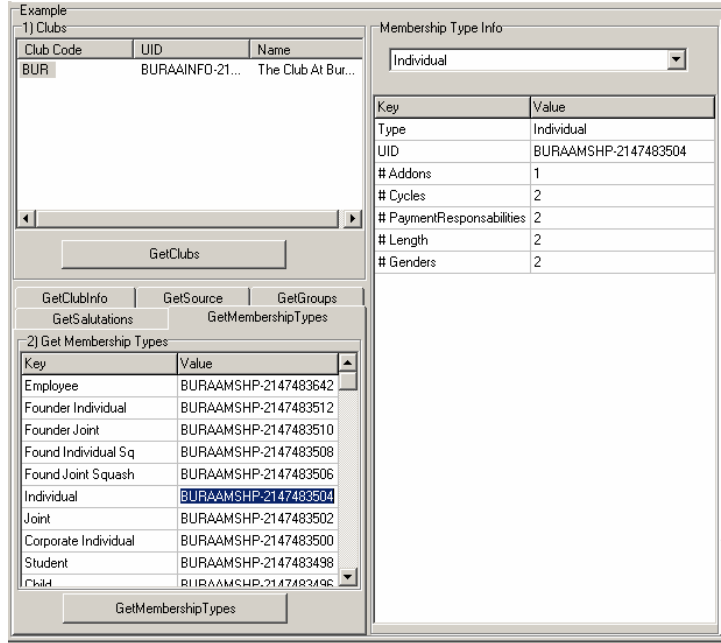 Example
1) Clubs
Club Code UID Name
BUR BURAAINFO-21... The Club At Bur...
GetClubs
GetClubInfo GetSource GetGroups
GetSalutations GetMembershipTypes
2) Get Membership Types
Key Value
Employee BURAAMSHP-2147483642
Founder Individual BURAAMSHP-2147483512
Founder Joint BURAAMSHP-2147483510
Found Individual Sq BURAAMSHP-2147483508
Found Joint Squash BURAAMSHP-2147483506
Individual BURAAMSHP-2147483504
Joint BURAAMSHP-2147483502
Corporate Individual BURAAMSHP-2147483500
Student BURAAMSHP-2147483498
Child BURAAMSHP-2147483496
GetMembershipTypes
Membership Type Info
Individual
Key Value
Type Individual
UID BURAAMSHP-2147483504
# Addons 1
# Cycles 2
# PaymentResponsabilities 2
# Length 2
# Genders 2